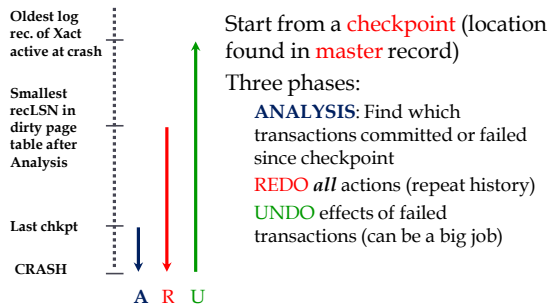 Oldest log
rec. of Xact
active at crash
Smallest
recLSN in
dirty page
table after
Analysis
Last chkpt
CRASH
A R U
Start from a checkpoint (location
found in master record)
Three phases:
ANALYSIS: Find which
transactions committed or failed
since checkpoint
REDO all actions (repeat history)
UNDO effects of failed
transactions (can be a big job)